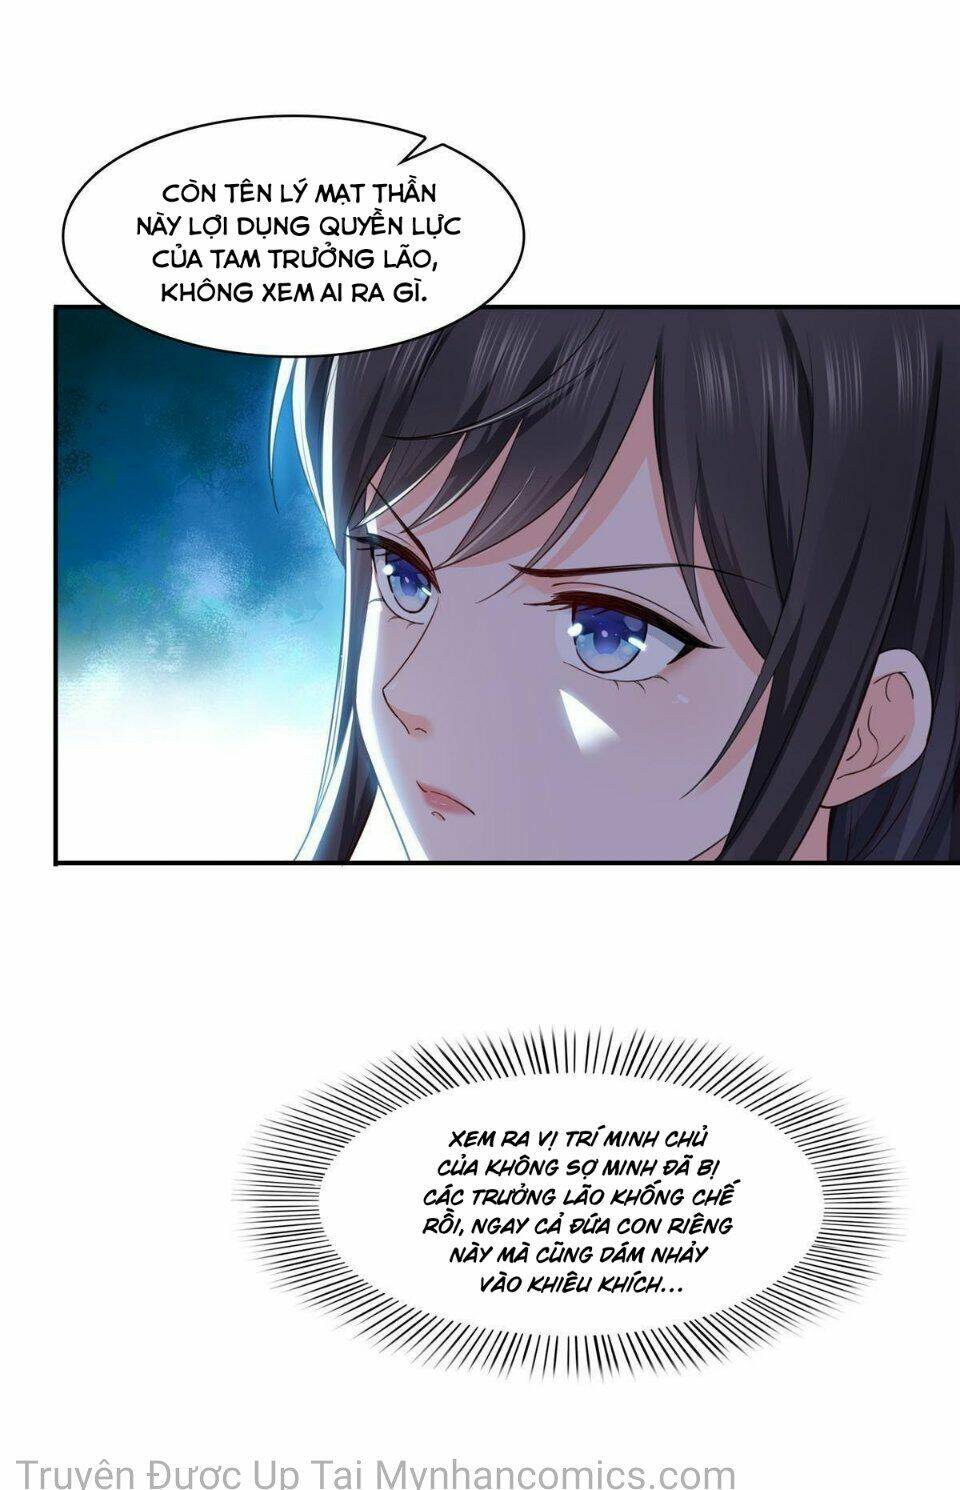 CÒN TÊN LÝ MẠT THẦN
NÀY LỢI DỤNG QUYỀN LỰC
CỦA TAM TRƯỞNG LÃO,
KHÔNG XEM AI RA GÌ.
XEM RA VỊ TRÍ MINH CHỦ
CỦA KHÔNG SỢ MINH ĐÃ BỊ
CÁC TRƯỞNG LÃO KHỐNG CHẾ
RỒI, NGAY CẢ ĐỨA CON RIÊNG
NÀY MÀ CŨNG DÁM NHẢY
VÀO KHIÊU KHÍCH...
Truyện Được Up Tại Mynhancomics.com